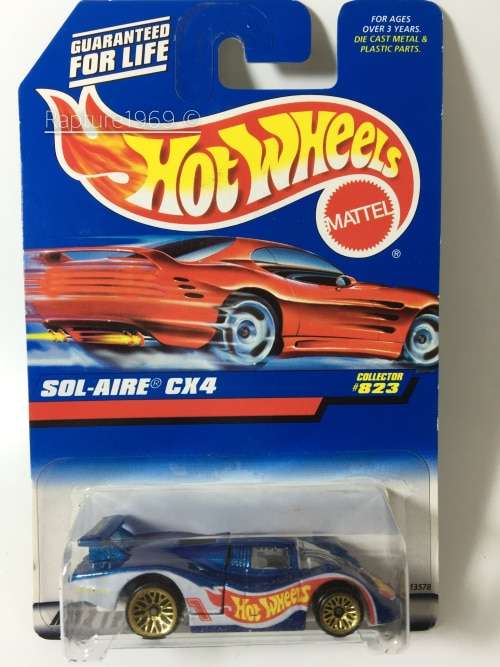 GUARANTEED
FOR LIFE
FOR AGES
OVER 3 YEARS.
DIE CAST METAL &
PLASTIC PARTS.
Rapture1969 ©
HOT WHEELS
MATTEL
®
SOL-AIRE® CX4
COLLECTOR
#823
HOT WHEELS
1
13578